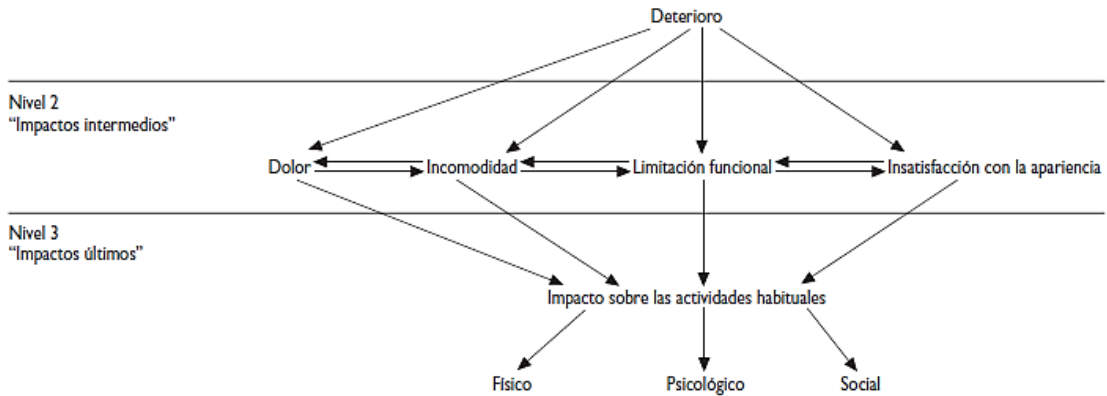 Deterioro
Nivel 2
“Impactos intermedios”
Dolor Incomodidad Limitación funcional Insatisfacción con la apariencia
Nivel 3
“Impactos últimos”
Impacto sobre las actividades habituales
Físico Psicológico Social